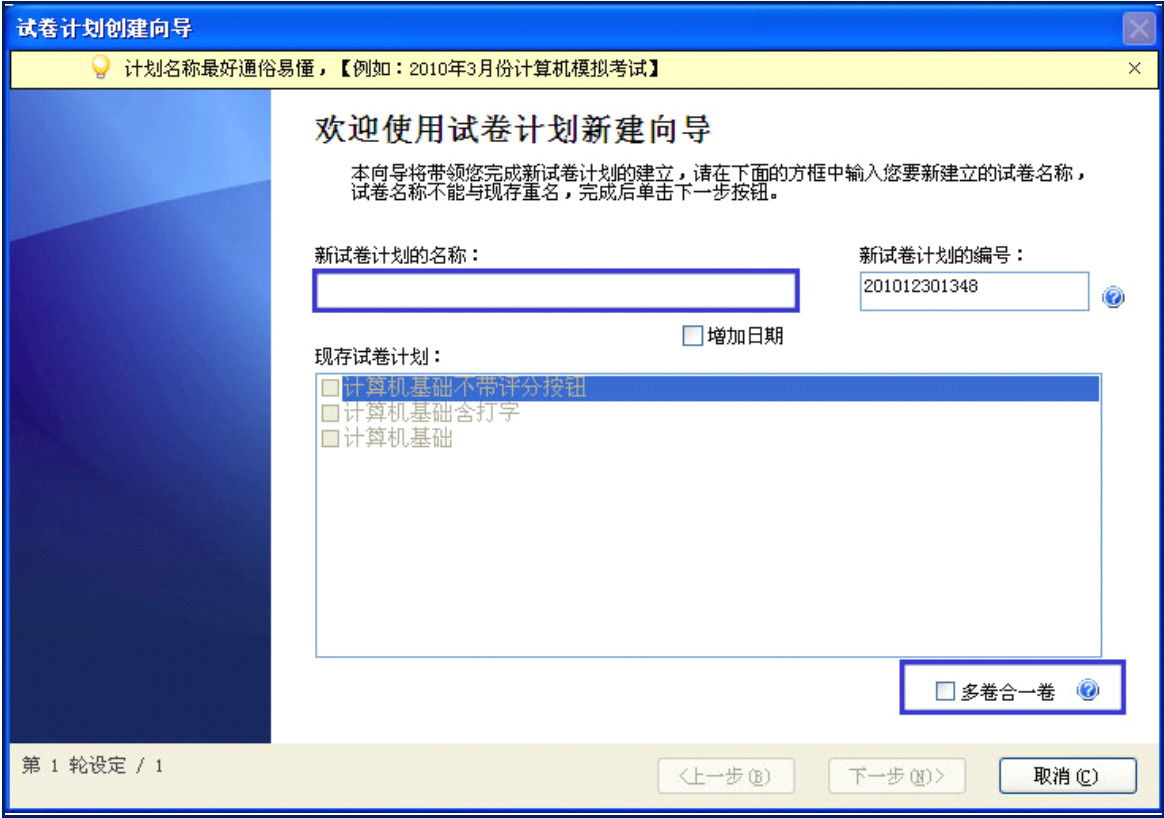 试卷计划创建向导
计划名称最好通俗易懂，【例如：2010年3月份计算机模拟考试】
欢迎使用试卷计划新建向导
本向导将带领您完成新试卷计划的建立，请在下面的方框中输入您要新建立的试卷名称，
试卷名称不能与现存重名，完成后单击下一步按钮。
新试卷计划的名称：
新试卷计划的编号：
201012301348
增加日期
现存试卷计划：
计算机基础不带评分按钮
计算机基础含打字
计算机基础
多卷合一卷
第 1 轮设定 / 1
<上一步(B)
下一步(N)>
取消(C)